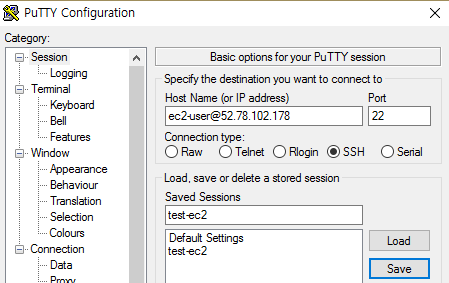 PuTTY Configuration
Category:
Session
Logging
Terminal
Keyboard
Bell
Features
Window
Appearance
Behaviour
Translation
Selection
Colours
Connection
Data
Proxy
Basic options for your PuTTY session
Specify the destination you want to connect to
Host Name (or IP address) Port
ec2-user@52.78.102.178 22
Connection type:
Raw Telnet Rlogin SSH Serial
Load, save or delete a stored session
Saved Sessions
test-ec2
Default Settings
test-ec2
Load
Save